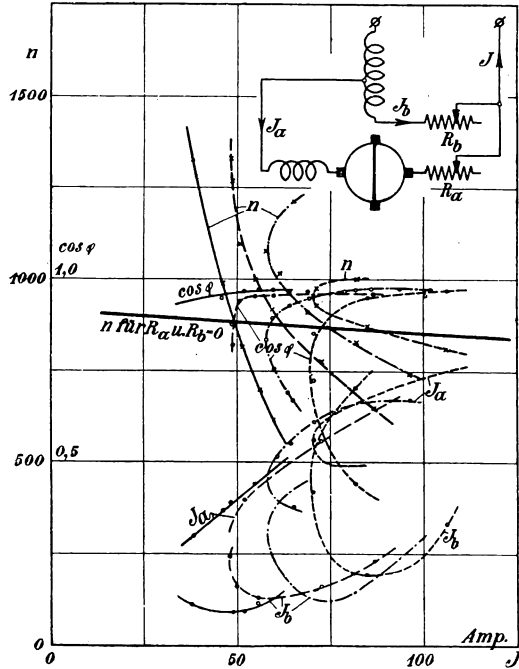 n
1500
cos φ
1,0
1000
0,5
500
0
0
50
100
Amp.
J
J
J_a
J_b
R_b
R_a
n
n
cos φ
n für R_a u. R_b=0
cos φ
J_a
J_a
J_b
J_b